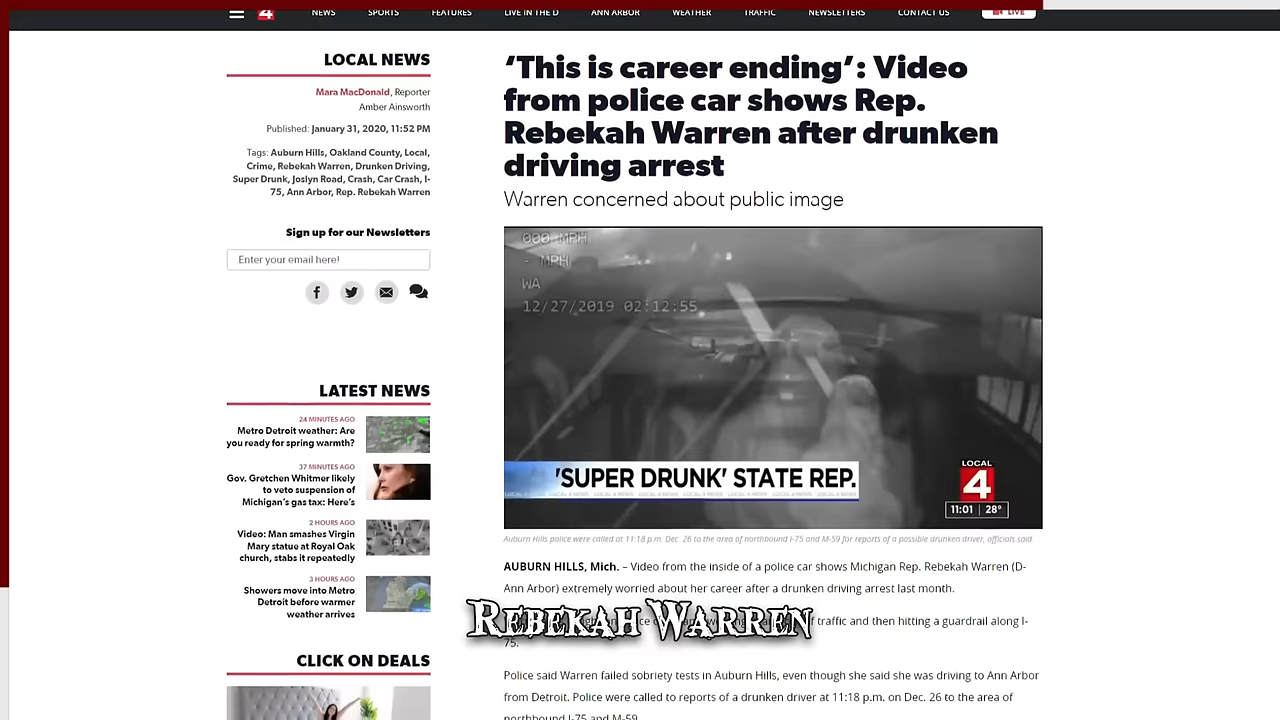 4
NEWS
SPORTS
FEATURES
LIVE IN THE D
ANN ARBOR
WEATHER
TRAFFIC
NEWSLETTERS
CONTACT US
LIVE
LOCAL NEWS
Mara MacDonald, Reporter
Amber Ainsworth
Published: January 31, 2020, 11:52 PM
Tags: Auburn Hills, Oakland County, Local,
Crime, Rebekah Warren, Drunken Driving,
Super Drunk, Joslyn Road, Crash, Car Crash, I-
75, Ann Arbor, Rep. Rebekah Warren
Sign up for our Newsletters
Enter your email here!
LATEST NEWS
24 MINUTES AGO
Metro Detroit weather: Are
you ready for spring warmth?
37 MINUTES AGO
Gov. Gretchen Whitmer likely
to veto suspension of
Michigan's gas tax: Here's
2 HOURS AGO
Video: Man smashes Virgin
Mary statue at Royal Oak
church, stabs it repeatedly
3 HOURS AGO
Showers move into Metro
Detroit before warmer
weather arrives
CLICK ON DEALS
‘This is career ending’: Video
from police car shows Rep.
Rebekah Warren after drunken
driving arrest
Warren concerned about public image
000 MPH
- MPH
WA
12/27/2019 02:12:55
'SUPER DRUNK' STATE REP.
LOCAL
4
11:01 28°
Auburn Hills police were called at 11:18 p.m. Dec. 26 to the area of northbound I-75 and M-59 for reports of a possible drunken driver, officials said
AUBURN HILLS, Mich. – Video from the inside of a police car shows Michigan Rep. Rebekah Warren (D-
Ann Arbor) extremely worried about her career after a drunken driving arrest last month.
traffic and then hitting a guardrail along I-
75.
Rebekah Warren
Police said Warren failed sobriety tests in Auburn Hills, even though she said she was driving to Ann Arbor
from Detroit. Police were called to reports of a drunken driver at 11:18 p.m. on Dec. 26 to the area of
northbound I-75 and M-59.